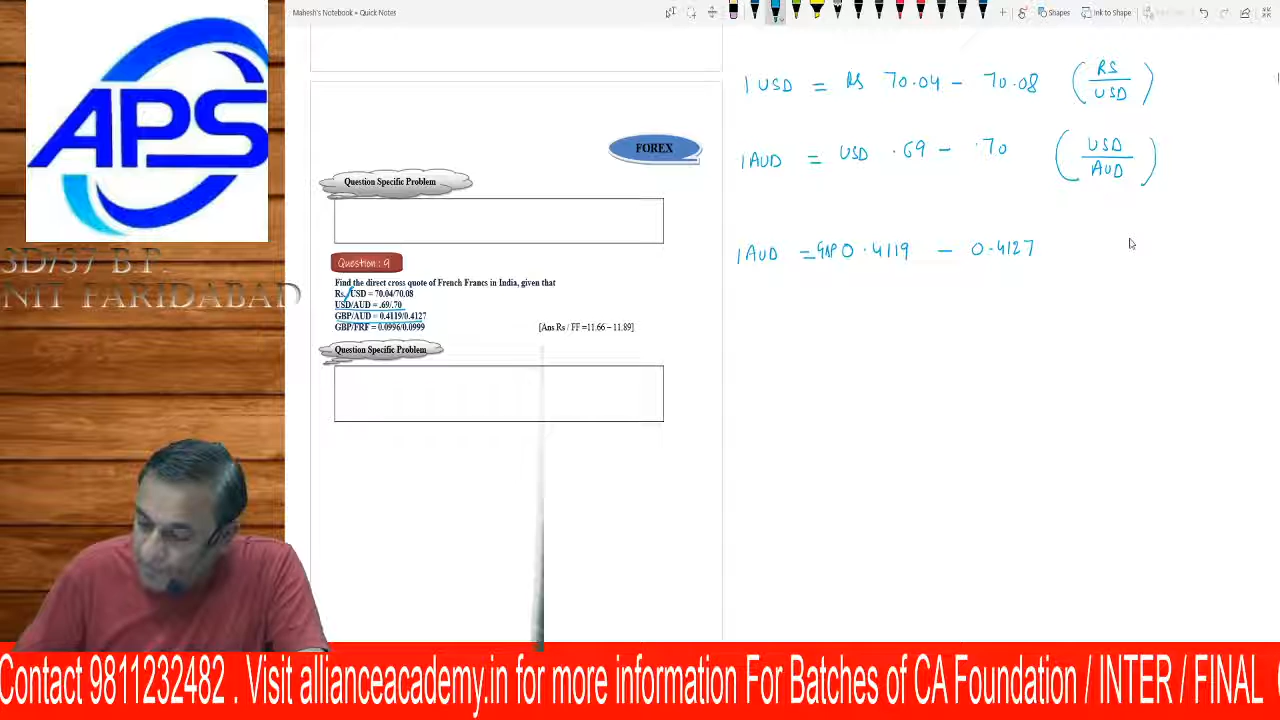 Mahesh's Notebook » Quick Notes
Shapes
Ink to Shape
APS
3D/37 B.P.
NIT FARIDABAD
FOREX
Question Specific Problem
Question : 9
Find the direct cross quote of French Francs in India, given that
Rs./USD = 70.04/70.08
USD/AUD = .69/.70
GBP/AUD = 0.4119/0.4127
GBP/FRF = 0.0996/0.0999 [Ans Rs / FF =11.66 – 11.89]
Question Specific Problem
1 USD = Rs 70.04 – 70.08 (RS/USD)
1 AUD = USD .69 – .70 (USD/AUD)
1 AUD = GBP 0.4119 – 0.4127
Contact 9811232482 . Visit allianceacademy.in for more information For Batches of CA Foundation / INTER / FINAL